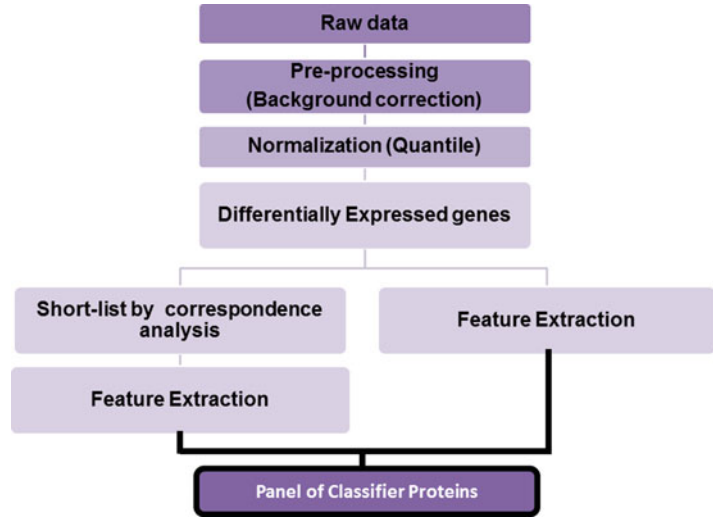 Raw data
Pre-processing
(Background correction)
Normalization (Quantile)
Differentially Expressed genes
Short-list by correspondence
analysis
Feature Extraction
Feature Extraction
Panel of Classifier Proteins